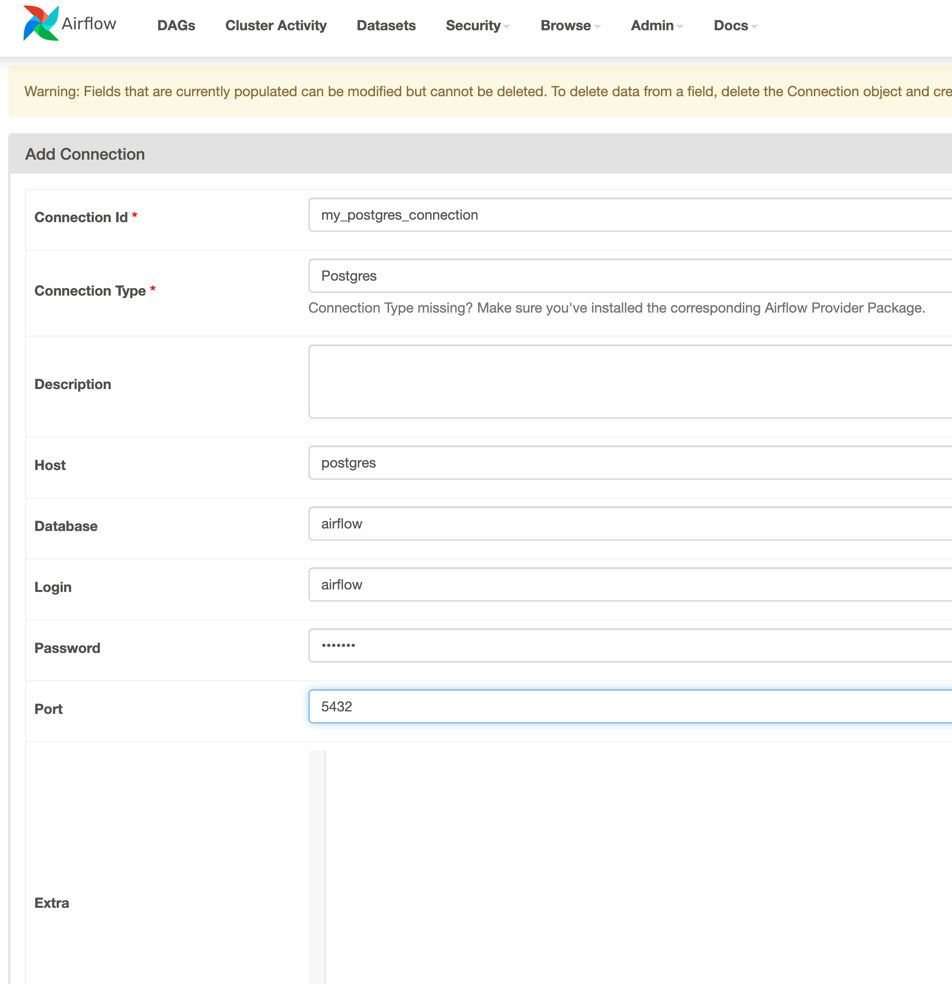 Airflow DAGs Cluster Activity Datasets Security Browse Admin Docs
Warning: Fields that are currently populated can be modified but cannot be deleted. To delete data from a field, delete the Connection object and cre
Add Connection
Connection Id * my_postgres_connection
Connection Type * Postgres
Connection Type missing? Make sure you've installed the corresponding Airflow Provider Package.
Description
Host postgres
Database airflow
Login airflow
Password •••••••
Port 5432
Extra